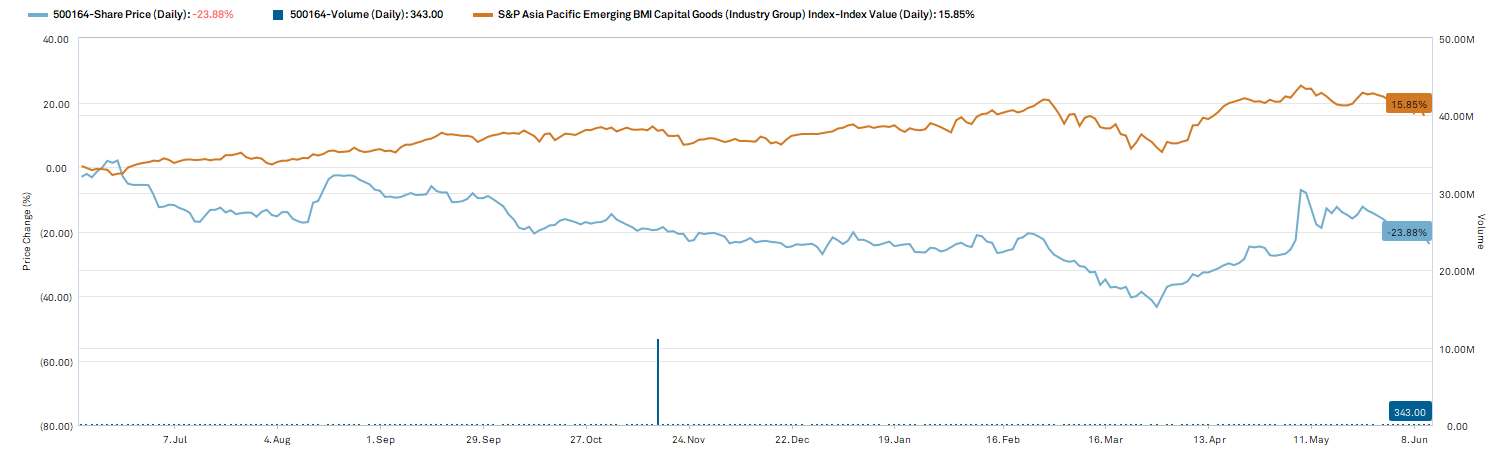 500164-Share Price (Daily): -23.88% 500164-Volume (Daily): 343.00 S&P Asia Pacific Emerging BMI Capital Goods (Industry Group) Index-Index Value (Daily): 15.85%
40.00 50.00M
20.00 15.85%
40.00M
0.00
30.00M
Price Change (%)
Volume
(20.00) -23.88%
20.00M
(40.00)
(60.00) 10.00M
343.00
(80.00) 0.00
7. Jul 4. Aug 1. Sep 29. Sep 27. Oct 24. Nov 22. Dec 19. Jan 16. Feb 16. Mar 13. Apr 11. May 8. Jun